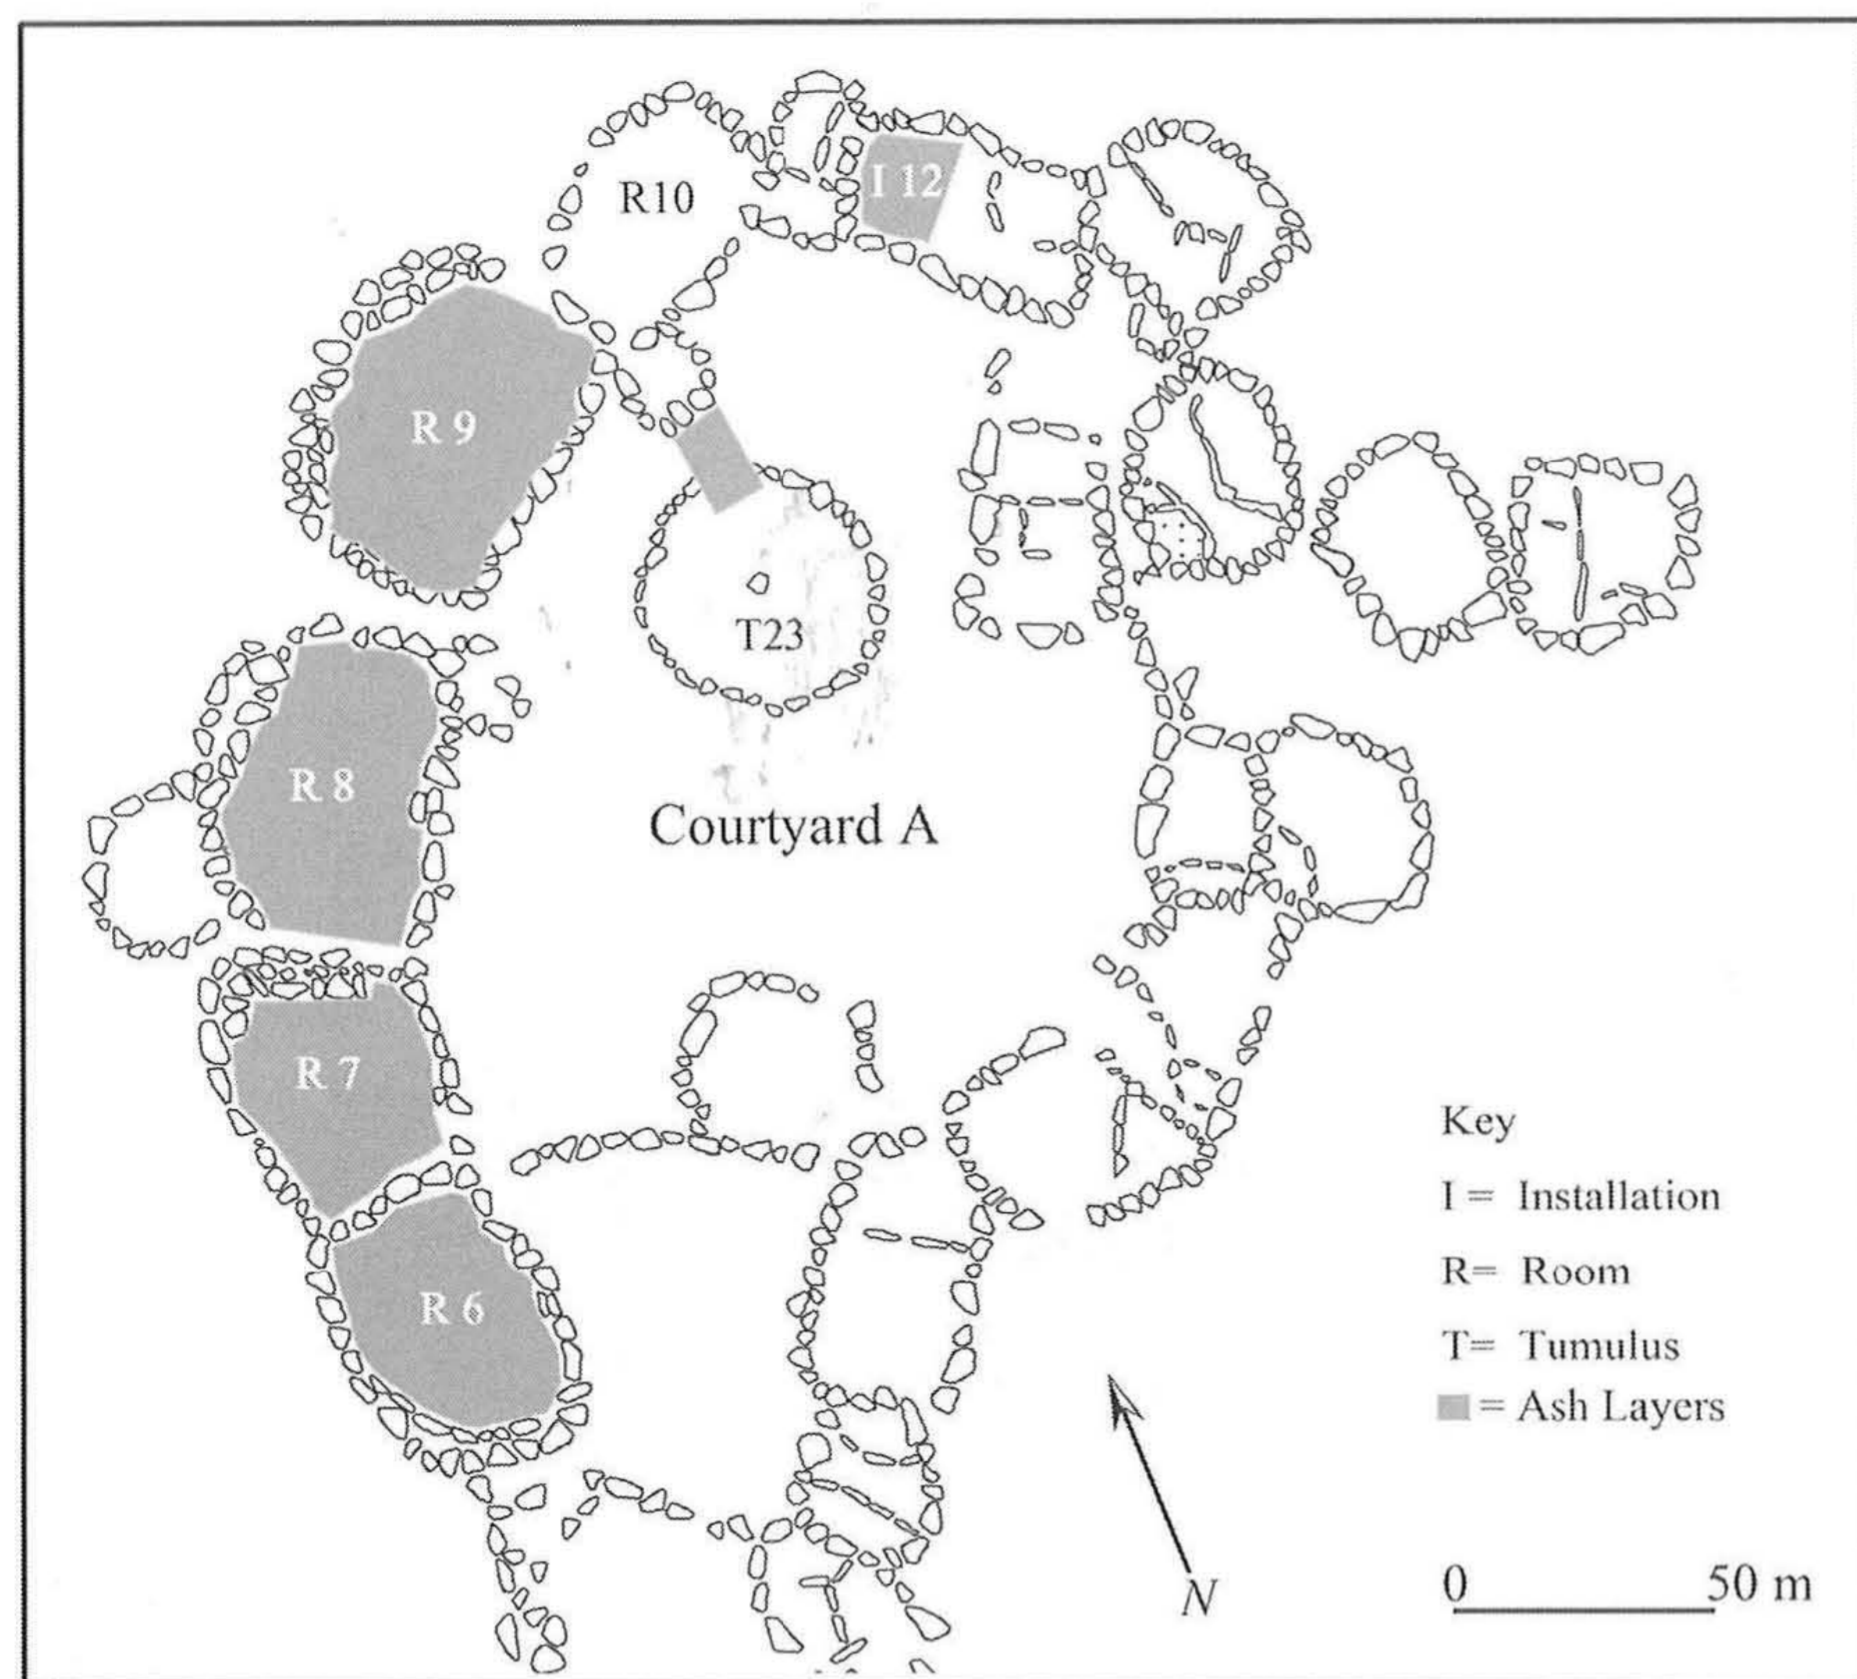 R10
I 12
R 9
T23
R 8
Courtyard A
R 7
R 6
Key
I = Installation
R= Room
T= Tumulus
= Ash Layers
N
0 50 m